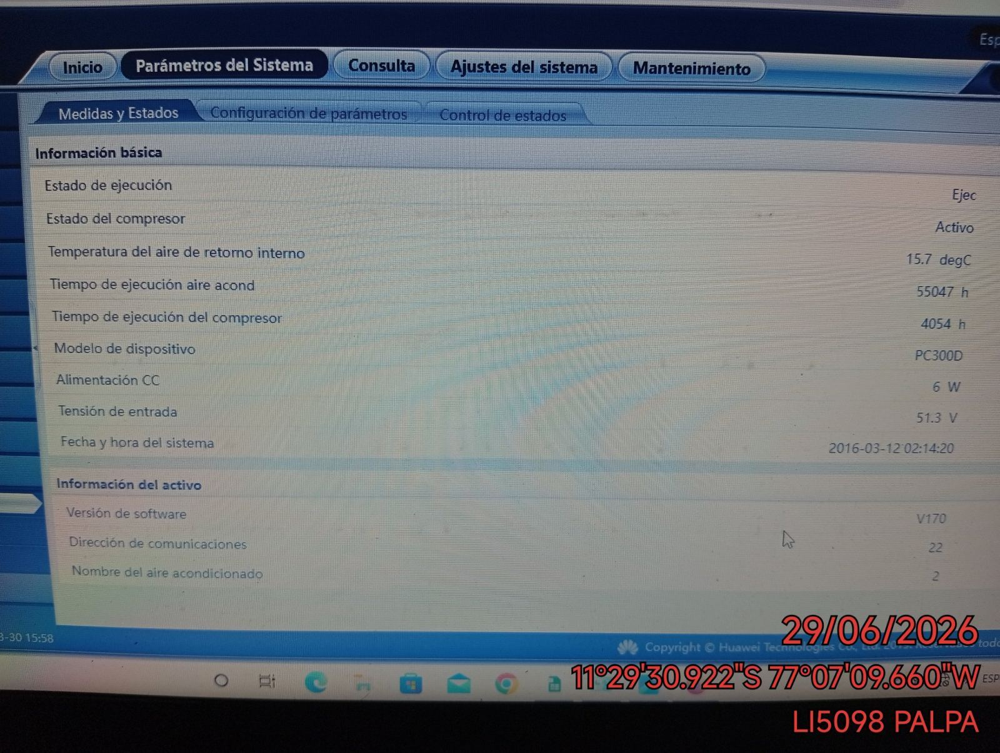 Esp
Inicio Parámetros del Sistema Consulta Ajustes del sistema Mantenimiento
Medidas y Estados Configuración de parámetros Control de estados
Información básica
Estado de ejecución Ejec
Estado del compresor Activo
Temperatura del aire de retorno interno 15.7 degC
Tiempo de ejecución aire acond 55047 h
Tiempo de ejecución del compresor 4054 h
Modelo de dispositivo PC300D
Alimentación CC 6 W
Tensión de entrada 51.3 V
Fecha y hora del sistema 2016-03-12 02:14:20
Información del activo
Versión de software V170
Dirección de comunicaciones 22
Nombre del aire acondicionado 2
-30 15:58
29/06/2026
Copyright © Huawei Technologies Co., Ltd. todo
11°29'30.922"S 77°07'09.660"W
ESP
LI5098 PALPA